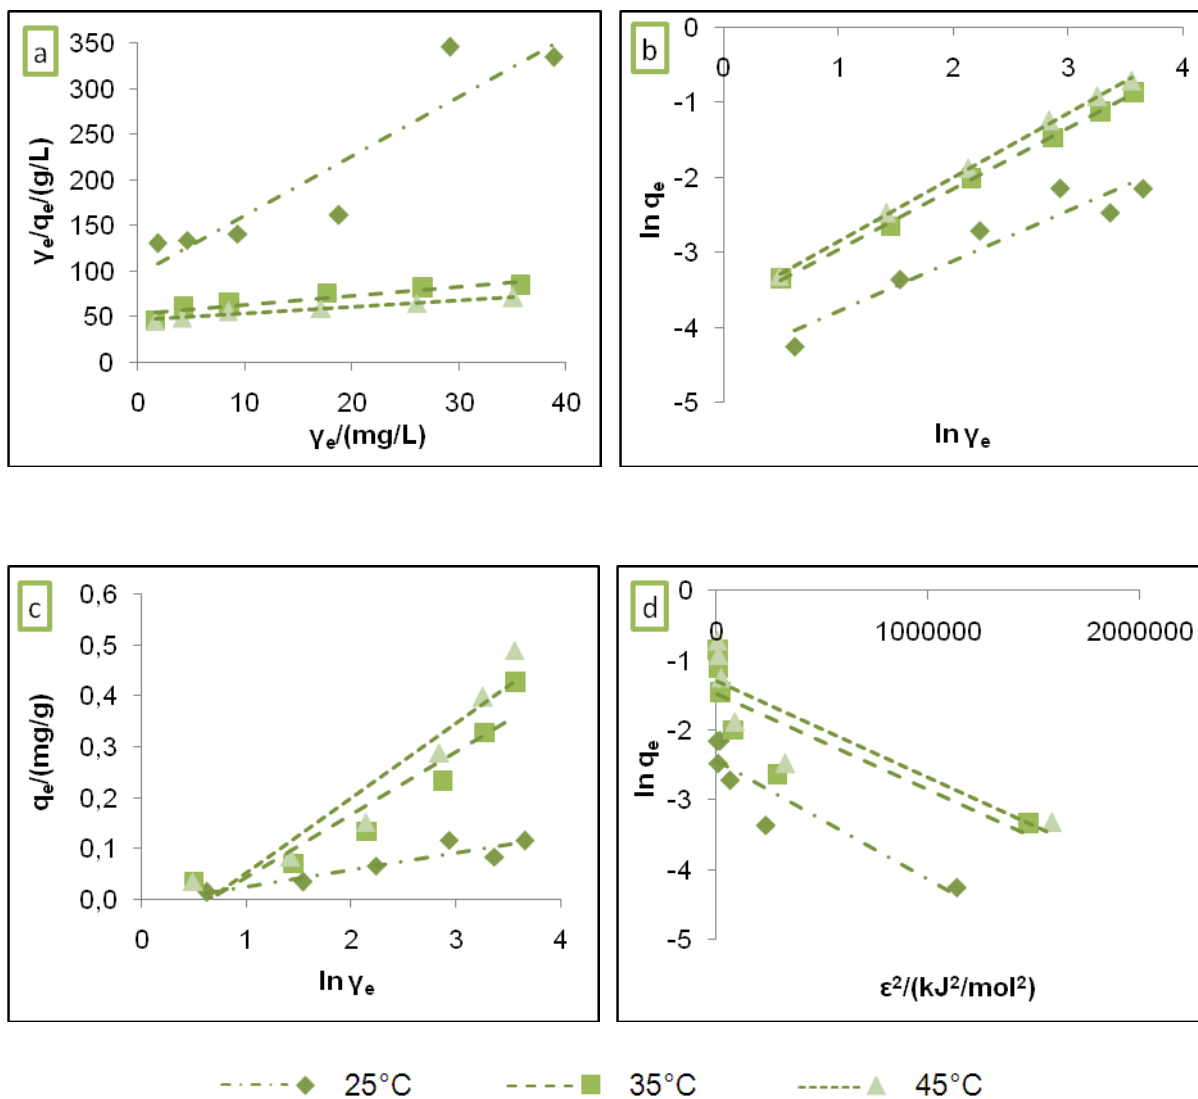 a
350
300
250
200
150
100
50
0
0 10 20 30 40
γe/qe/(g/L)
γe/(mg/L)
b
0
-1
-2
-3
-4
-5
0 1 2 3 4
ln qe
ln γe
c
0,6
0,5
0,4
0,3
0,2
0,1
0,0
0 1 2 3 4
qe/(mg/g)
ln γe
d
0
-1
-2
-3
-4
-5
0 1000000 2000000
ln qe
ε²/(kJ²/mol²)
25°C 35°C 45°C